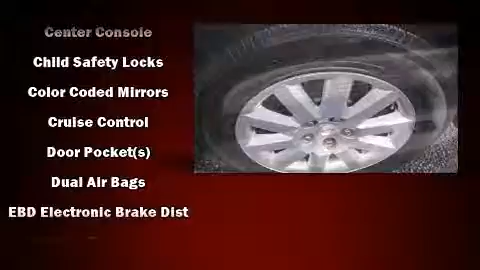 Center Console
Child Safety Locks
Color Coded Mirrors
Cruise Control
Door Pocket(s)
Dual Air Bags
EBD Electronic Brake Dist